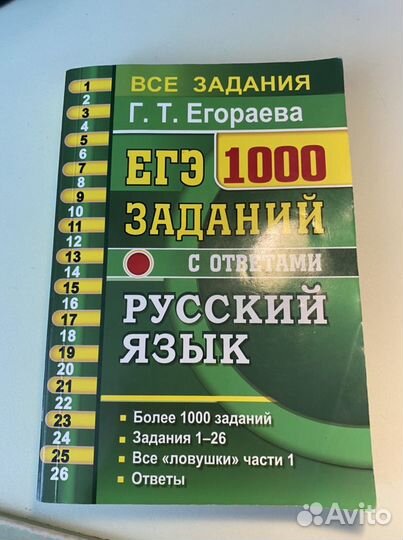 ВСЕ ЗАДАНИЯ
Г. Т. Егораева
ЕГЭ 1000
ЗАДАНИЙ
С ОТВЕТАМИ
РУССКИЙ
ЯЗЫК
• Более 1000 заданий
• Задания 1–26
• Все «ловушки» части 1
• Ответы
1
2
3
4
5
6
7
8
9
10
11
12
13
14
15
16
17
18
19
20
21
22
23
24
25
26
Avito